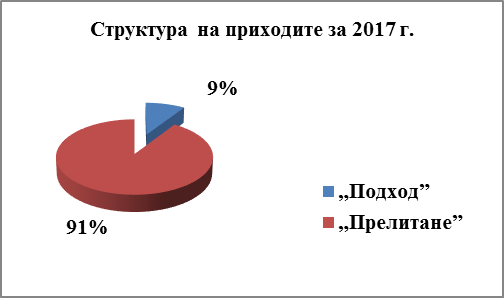 Структура на приходите за 2017 г.
9%
91%
„Подход”
„Прелитане”